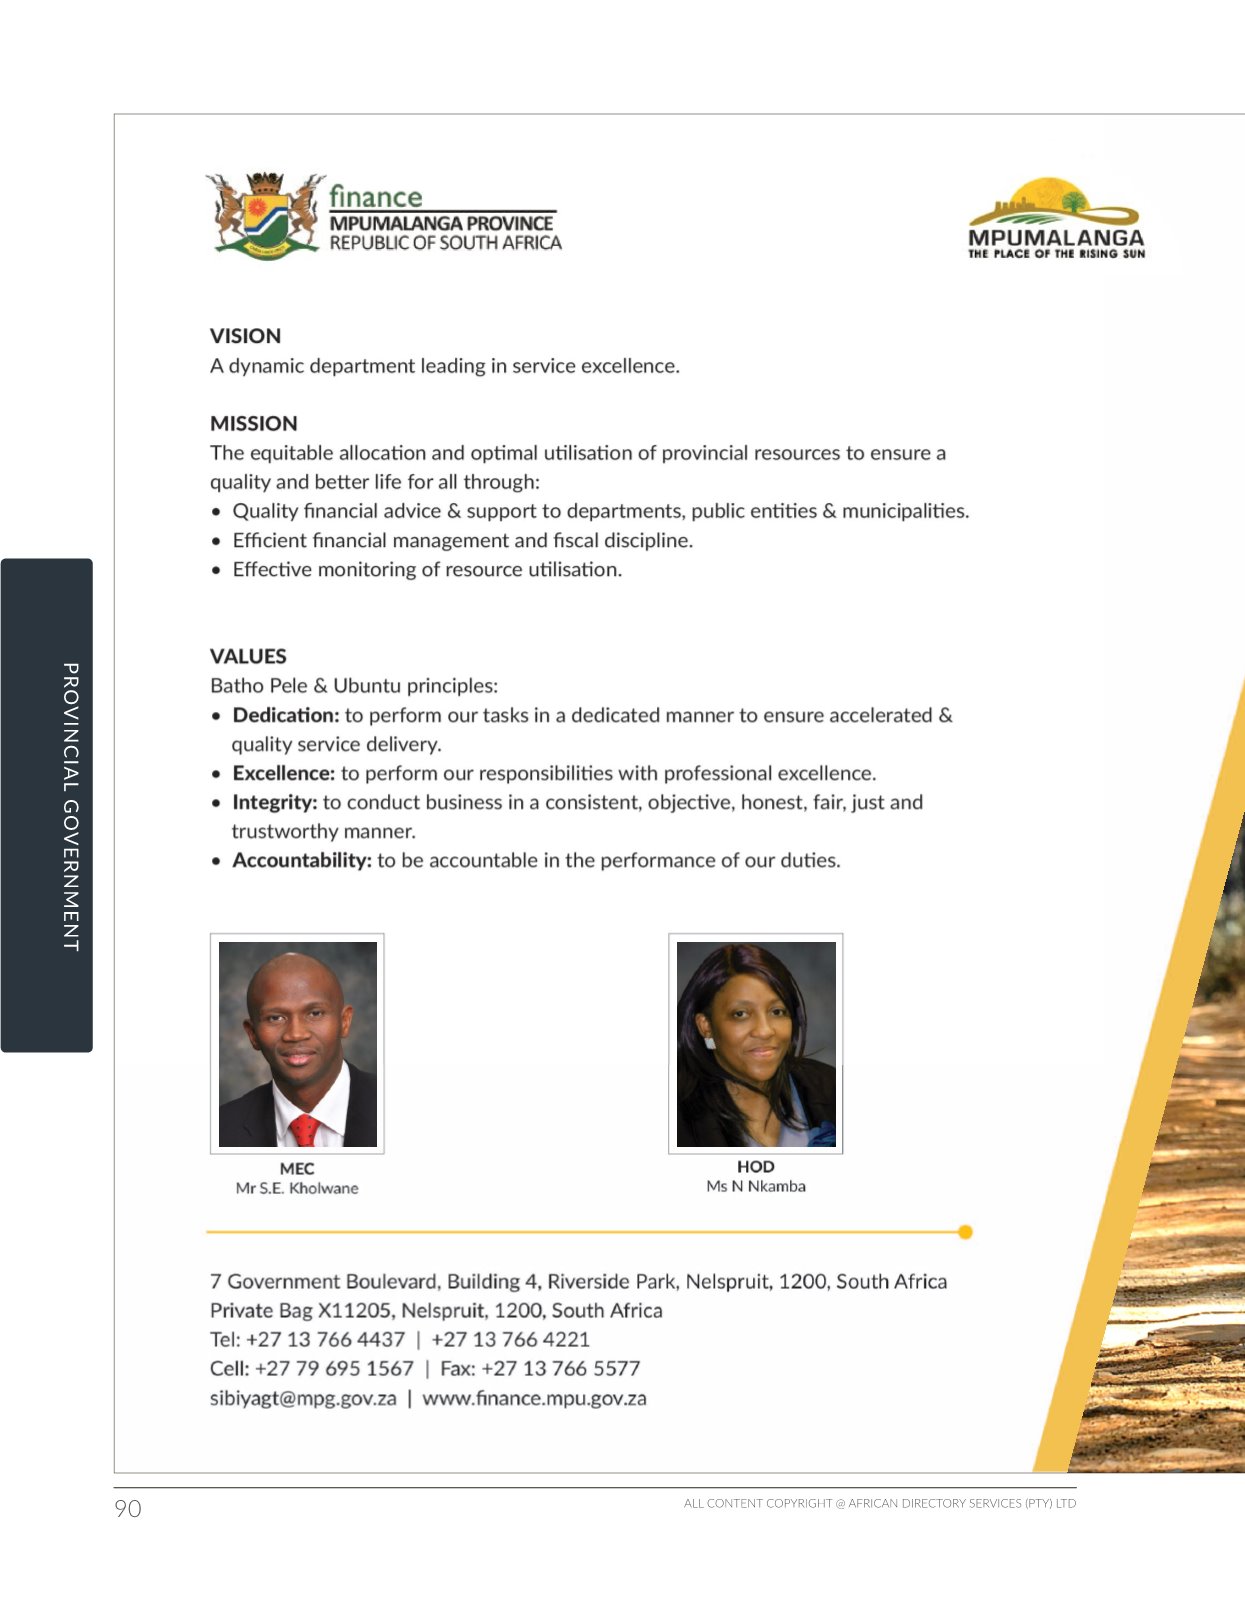 finance
MPUMALANGA PROVINCE
REPUBLIC OF SOUTH AFRICA
MPUMALANGA
THE PLACE OF THE RISING SUN
VISION
A dynamic department leading in service excellence.
MISSION
The equitable allocation and optimal utilisation of provincial resources to ensure a
quality and better life for all through:
• Quality financial advice & support to departments, public entities & municipalities.
• Efficient financial management and fiscal discipline.
• Effective monitoring of resource utilisation.
VALUES
Batho Pele & Ubuntu principles:
• Dedication: to perform our tasks in a dedicated manner to ensure accelerated &
quality service delivery.
• Excellence: to perform our responsibilities with professional excellence.
• Integrity: to conduct business in a consistent, objective, honest, fair, just and
trustworthy manner.
• Accountability: to be accountable in the performance of our duties.
PROVINCIAL GOVERNMENT
MEC
Mr S.E. Kholwane
HOD
Ms N Nkamba
7 Government Boulevard, Building 4, Riverside Park, Nelspruit, 1200, South Africa
Private Bag X11205, Nelspruit, 1200, South Africa
Tel: +27 13 766 4437 | +27 13 766 4221
Cell: +27 79 695 1567 | Fax: +27 13 766 5577
sibiyagt@mpg.gov.za | www.finance.mpu.gov.za
90
ALL CONTENT COPYRIGHT @ AFRICAN DIRECTORY SERVICES (PTY) LTD